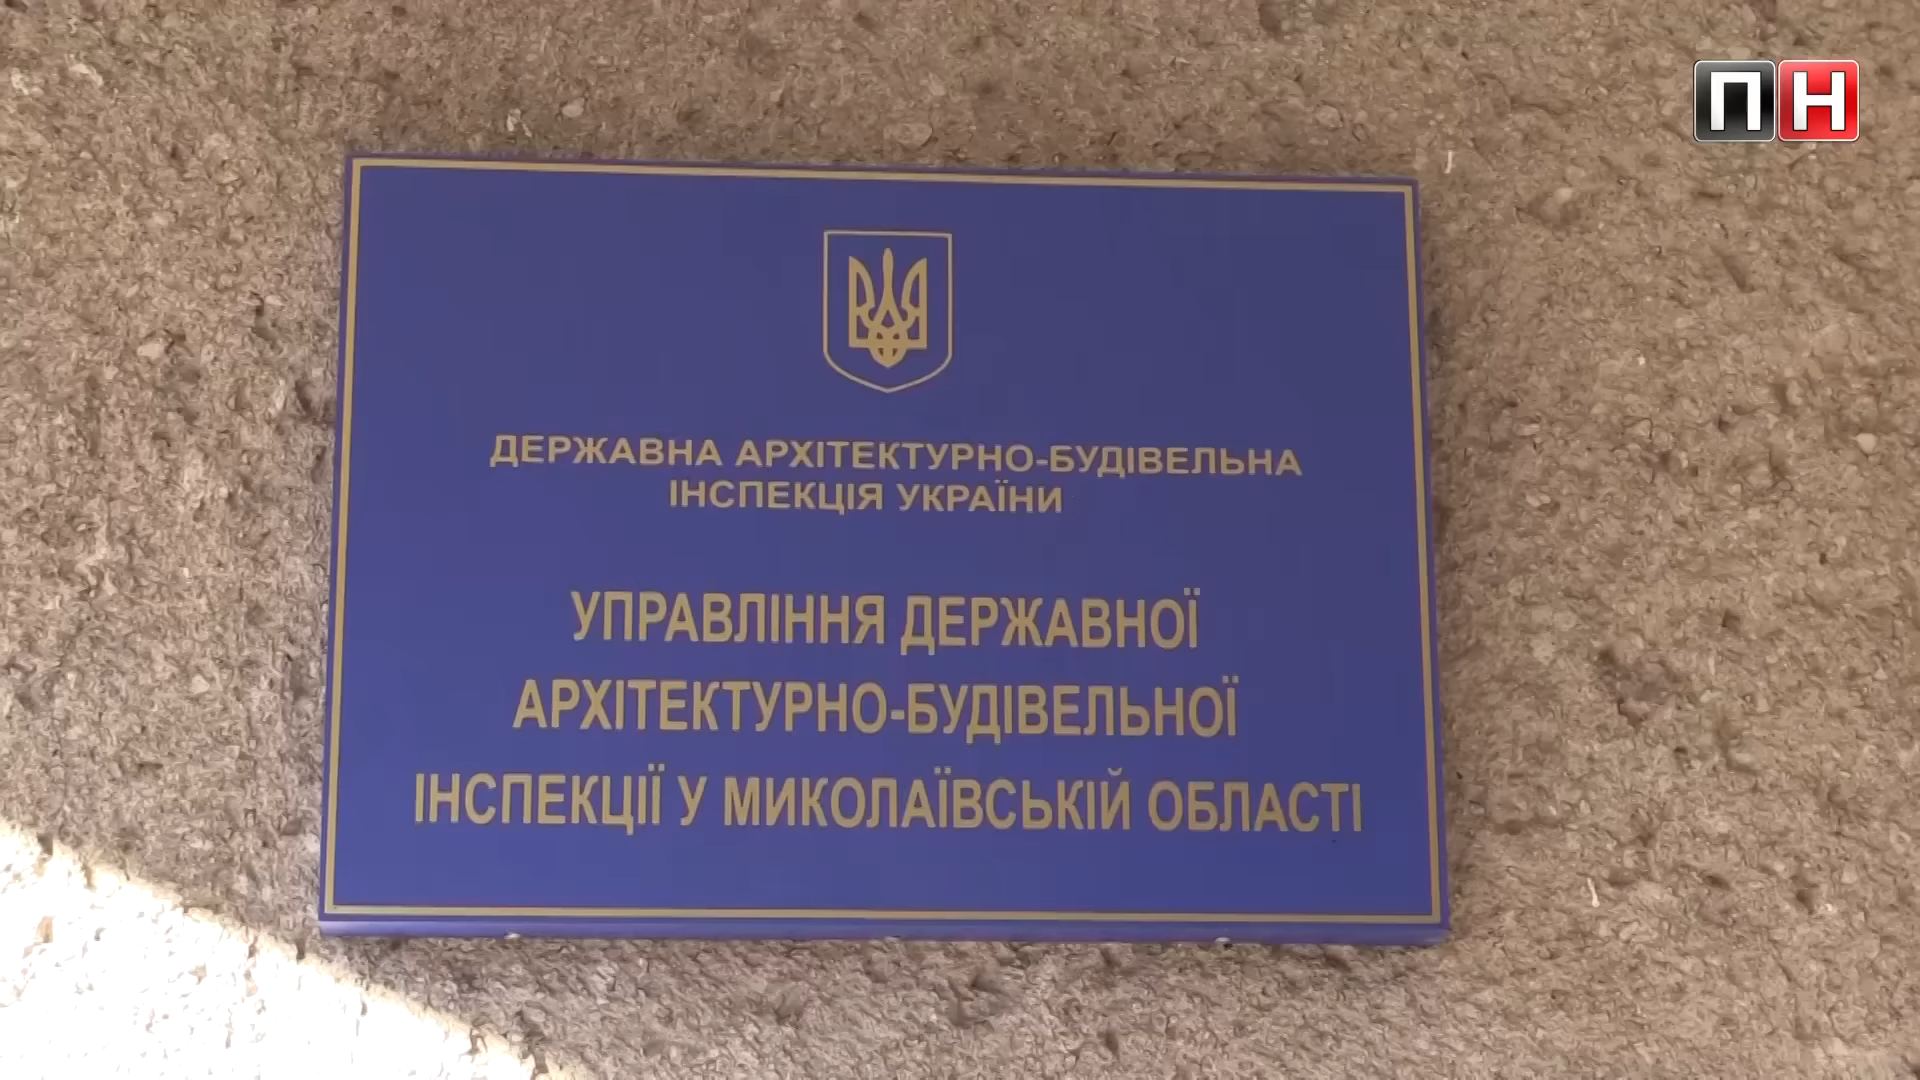 ПН
ДЕРЖАВНА АРХІТЕКТУРНО-БУДІВЕЛЬНА
ІНСПЕКЦІЯ УКРАЇНИ
УПРАВЛІННЯ ДЕРЖАВНОЇ
АРХІТЕКТУРНО-БУДІВЕЛЬНОЇ
ІНСПЕКЦІЇ У МИКОЛАЇВСЬКІЙ ОБЛАСТІ